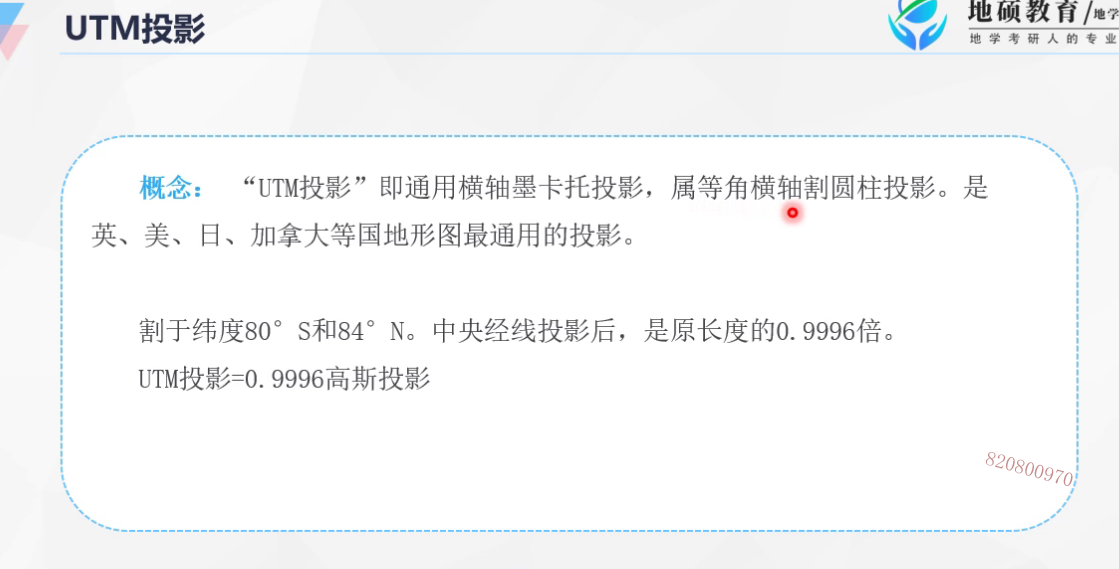 UTM投影
地硕教育/地学
地学考研人的专业
概念： “UTM投影”即通用横轴墨卡托投影，属等角横轴割圆柱投影。是
英、美、日、加拿大等国地形图最通用的投影。
割于纬度80°S和84°N。中央经线投影后，是原长度的0.9996倍。
UTM投影=0.9996高斯投影
820800970